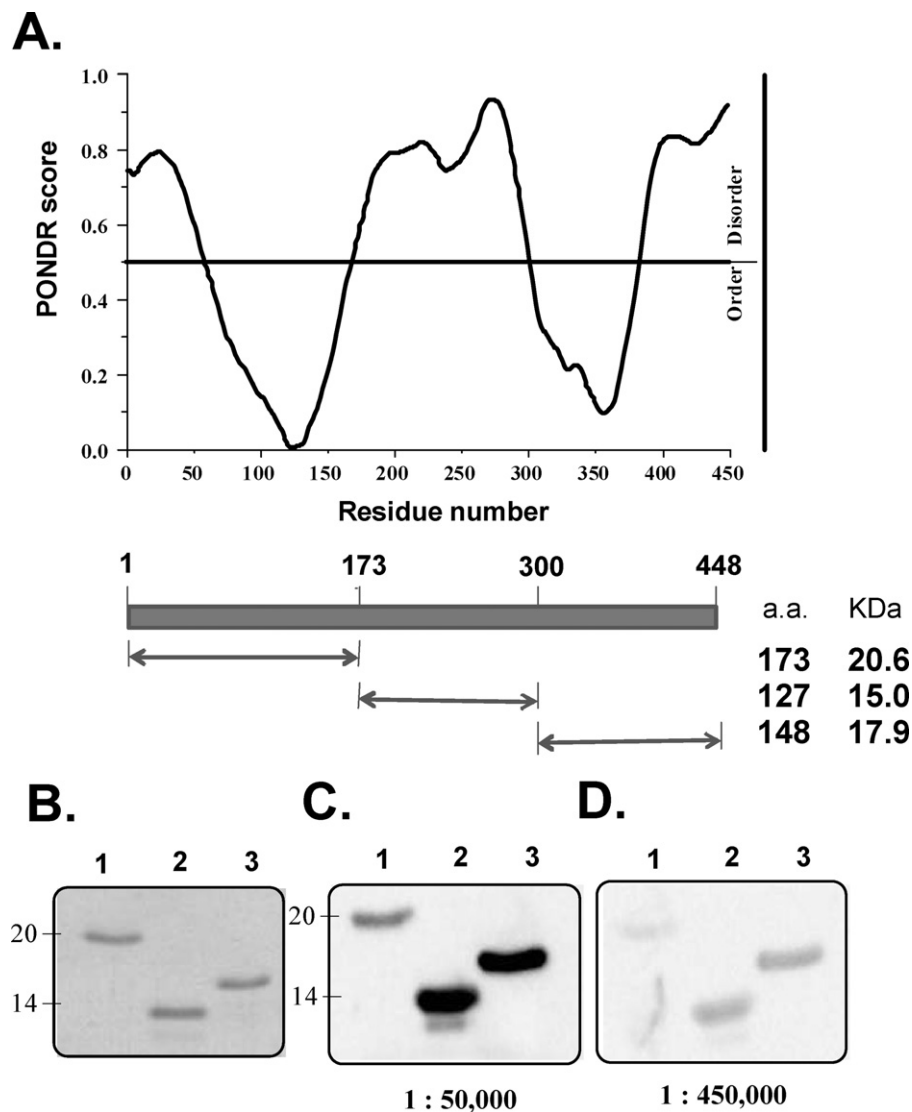 A.
1.0
0.8
0.6
0.4
0.2
0.0
PONDR score
Disorder
Order
0 50 100 150 200 250 300 350 400 450
Residue number
1 173 300 448
a.a. KDa
173 20.6
127 15.0
148 17.9
B.
1 2 3
20
14
C.
1 2 3
20
14
1 : 50,000
D.
1 2 3
1 : 450,000